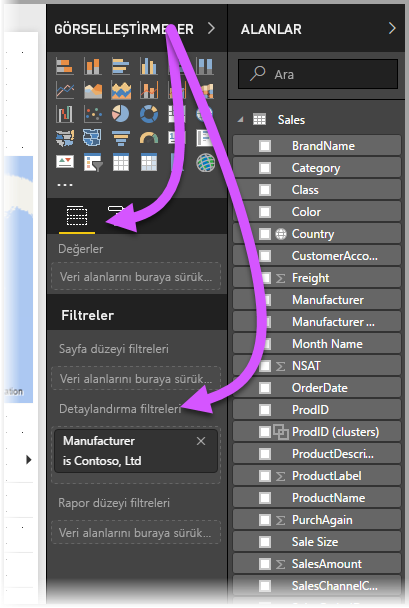 GÖRSELLEŞTİRMELER
Değerler
Veri alanlarını buraya sürük...
Filtreler
Sayfa düzeyi filtreleri
Veri alanlarını buraya sürük...
Detaylandırma filtreleri
Manufacturer
is Contoso, Ltd
Rapor düzeyi filtreleri
Veri alanlarını buraya sürük...
ALANLAR
Ara
Sales
BrandName
Category
Class
Color
Country
CustomerAcco...
Freight
Manufacturer
Manufacturer ...
Month Name
NSAT
OrderDate
ProdID
ProdID (clusters)
ProductDescri...
ProductLabel
ProductName
PurchAgain
Sale Size
SalesAmount
SalesChannelC...